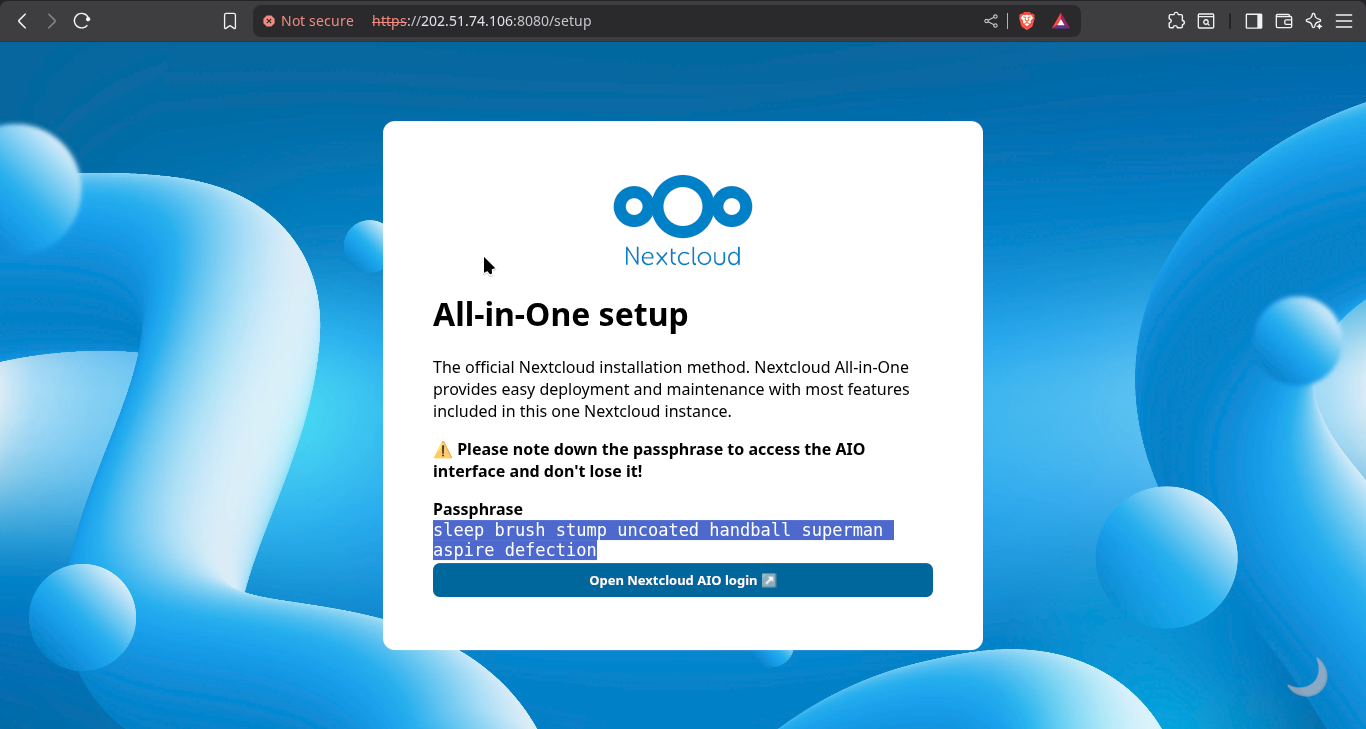 Not secure https://202.51.74.106:8080/setup
Nextcloud
All-in-One setup
The official Nextcloud installation method. Nextcloud All-in-One
provides easy deployment and maintenance with most features
included in this one Nextcloud instance.
⚠️ Please note down the passphrase to access the AIO
interface and don't lose it!
Passphrase
sleep brush stump uncoated handball superman
aspire defection
Open Nextcloud AIO login ↗